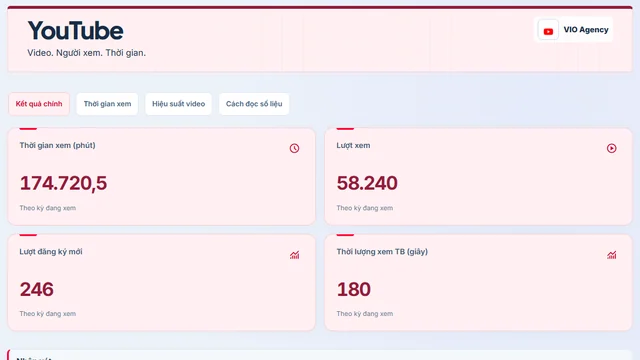 YouTube
Video. Người xem. Thời gian.
VIO Agency
Kết quả chính
Thời gian xem
Hiệu suất video
Cách đọc số liệu
Thời gian xem (phút)
174.720,5
Theo kỳ đang xem
Lượt xem
58.240
Theo kỳ đang xem
Lượt đăng ký mới
246
Theo kỳ đang xem
Thời lượng xem TB (giây)
180
Theo kỳ đang xem